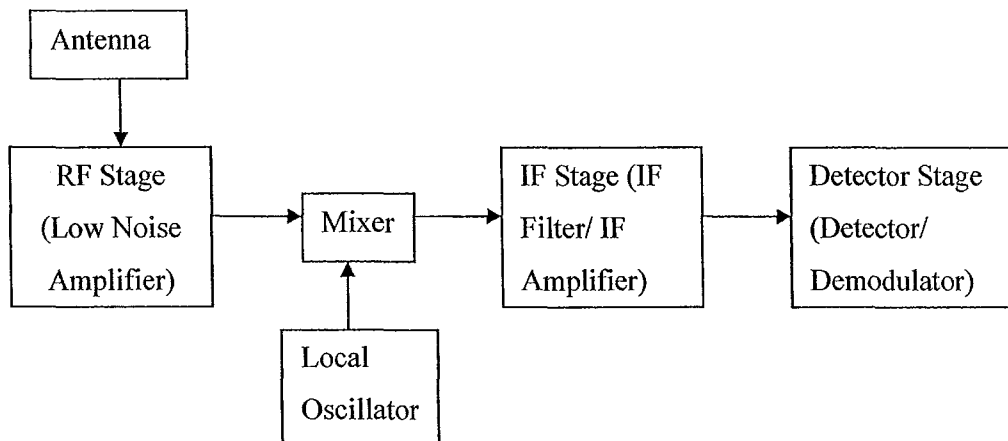 Antenna
RF Stage
(Low Noise
Amplifier)
Mixer
Local
Oscillator
IF Stage (IF
Filter/ IF
Amplifier)
Detector Stage
(Detector/
Demodulator)